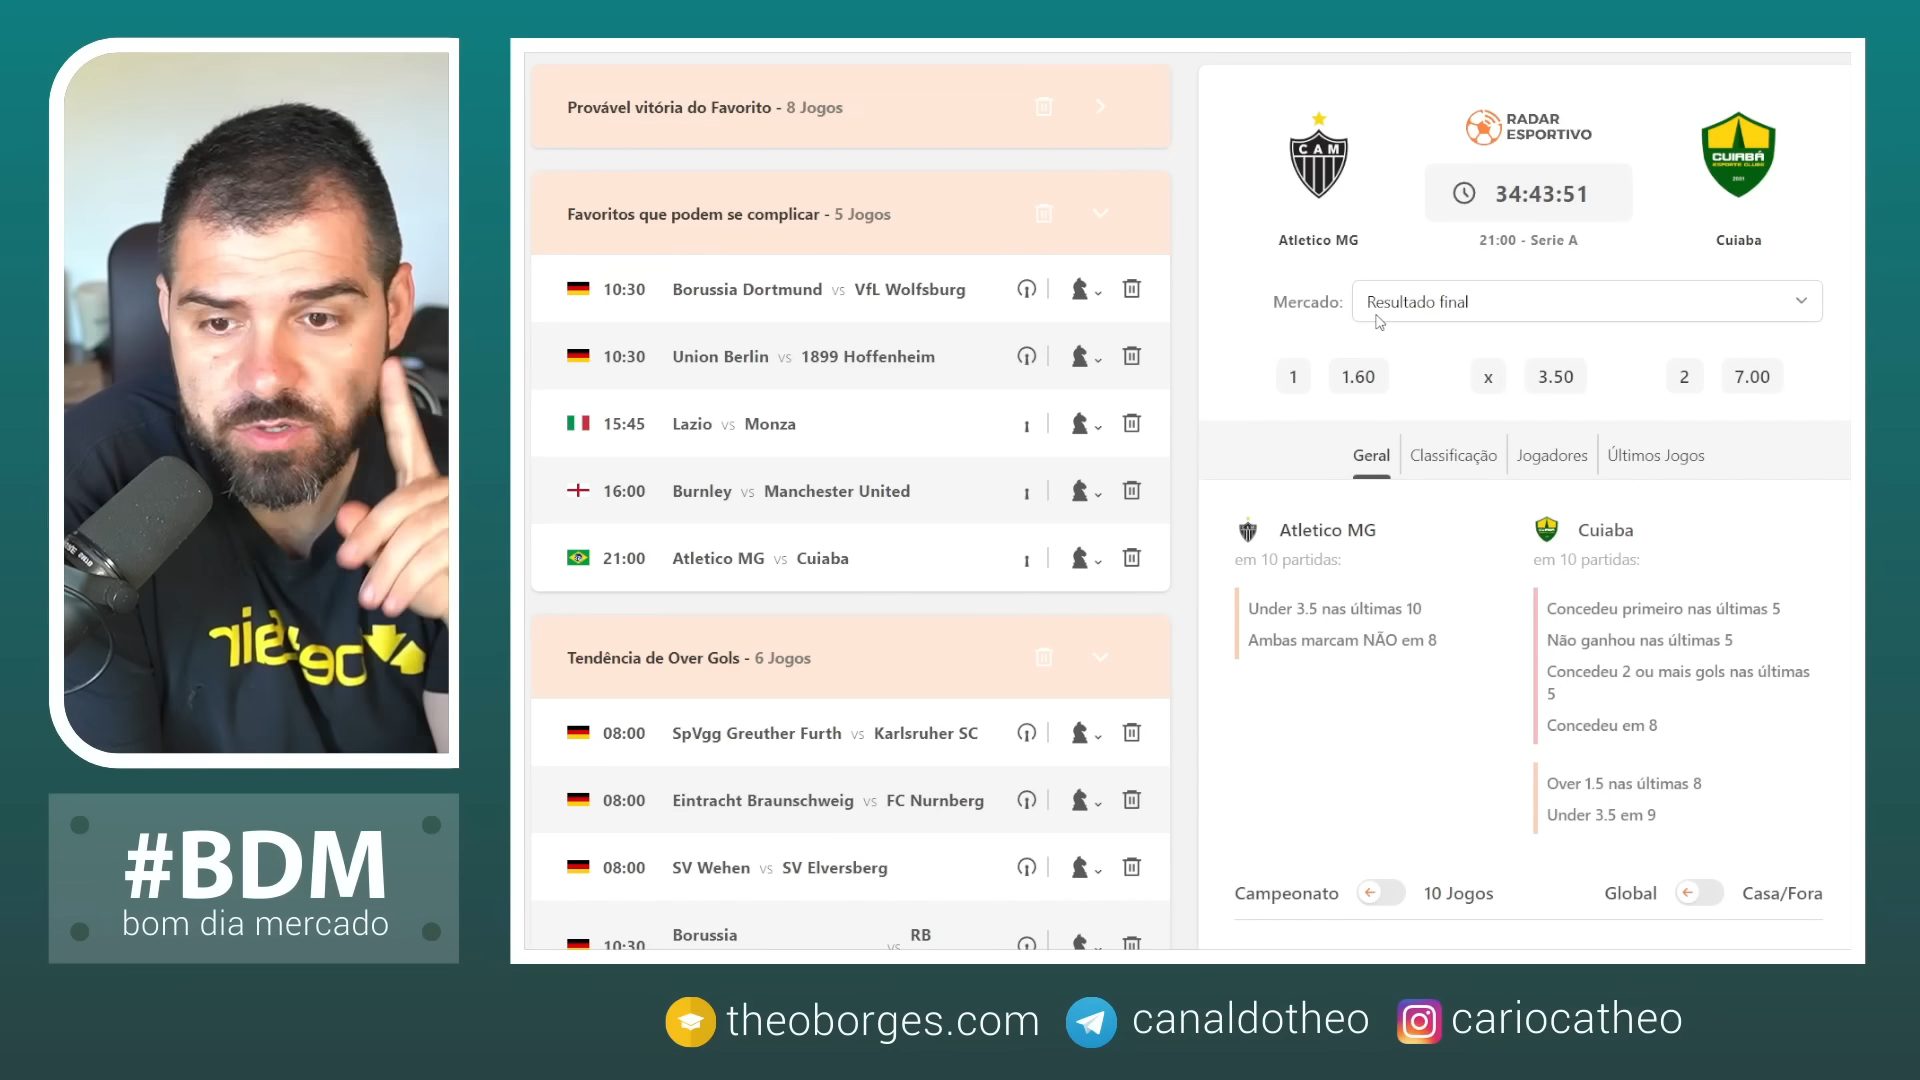 #BDM
bom dia mercado
Provável vitória do Favorito - 8 Jogos
Favoritos que podem se complicar - 5 Jogos
10:30 Borussia Dortmund vs VfL Wolfsburg
10:30 Union Berlin vs 1899 Hoffenheim
15:45 Lazio vs Monza
16:00 Burnley vs Manchester United
21:00 Atletico MG vs Cuiaba
Tendência de Over Gols - 6 Jogos
08:00 SpVgg Greuther Furth vs Karlsruher SC
08:00 Eintracht Braunschweig vs FC Nurnberg
08:00 SV Wehen vs SV Elversberg
10:30 Borussia vs RB
CAM
RADAR
ESPORTIVO
CUIABÁ
ESPORTE CLUBE
34:43:51
Atletico MG
21:00 - Serie A
Cuiaba
Mercado: Resultado final
1 1.60 x 3.50 2 7.00
Geral Classificação Jogadores Últimos Jogos
Atletico MG
em 10 partidas:
Under 3.5 nas últimas 10
Ambas marcam NÃO em 8
Cuiaba
em 10 partidas:
Concedeu primeiro nas últimas 5
Não ganhou nas últimas 5
Concedeu 2 ou mais gols nas últimas
5
Concedeu em 8
Over 1.5 nas últimas 8
Under 3.5 em 9
Campeonato 10 Jogos Global Casa/Fora
theoborges.com canaldotheo cariocatheo